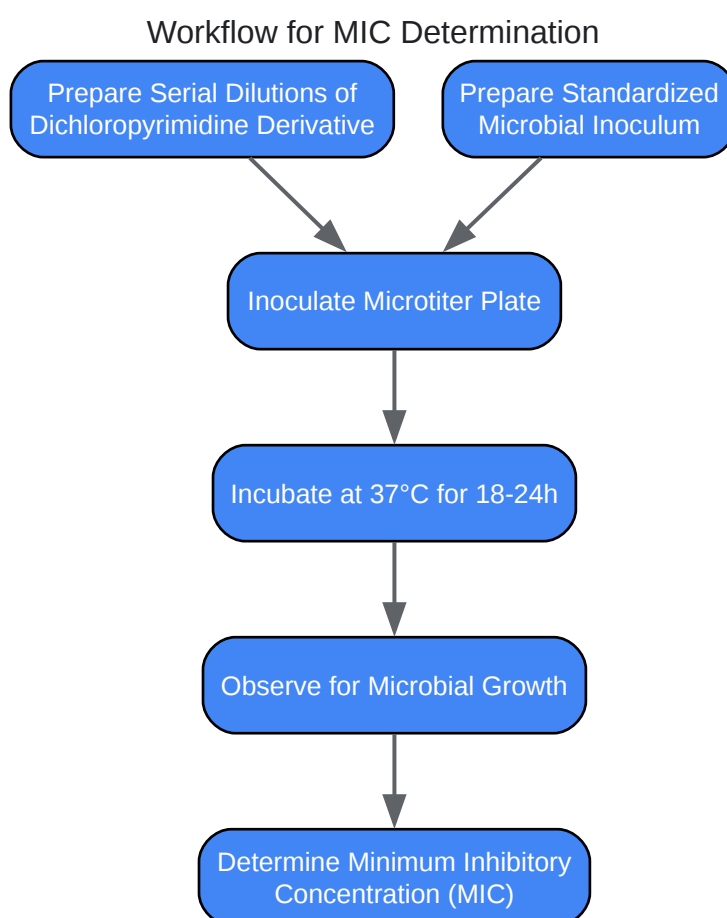 Workflow for MIC Determination
Prepare Serial Dilutions of
Dichloropyrimidine Derivative
Prepare Standardized
Microbial Inoculum
Inoculate Microtiter Plate
Incubate at 37°C for 18-24h
Observe for Microbial Growth
Determine Minimum Inhibitory
Concentration (MIC)